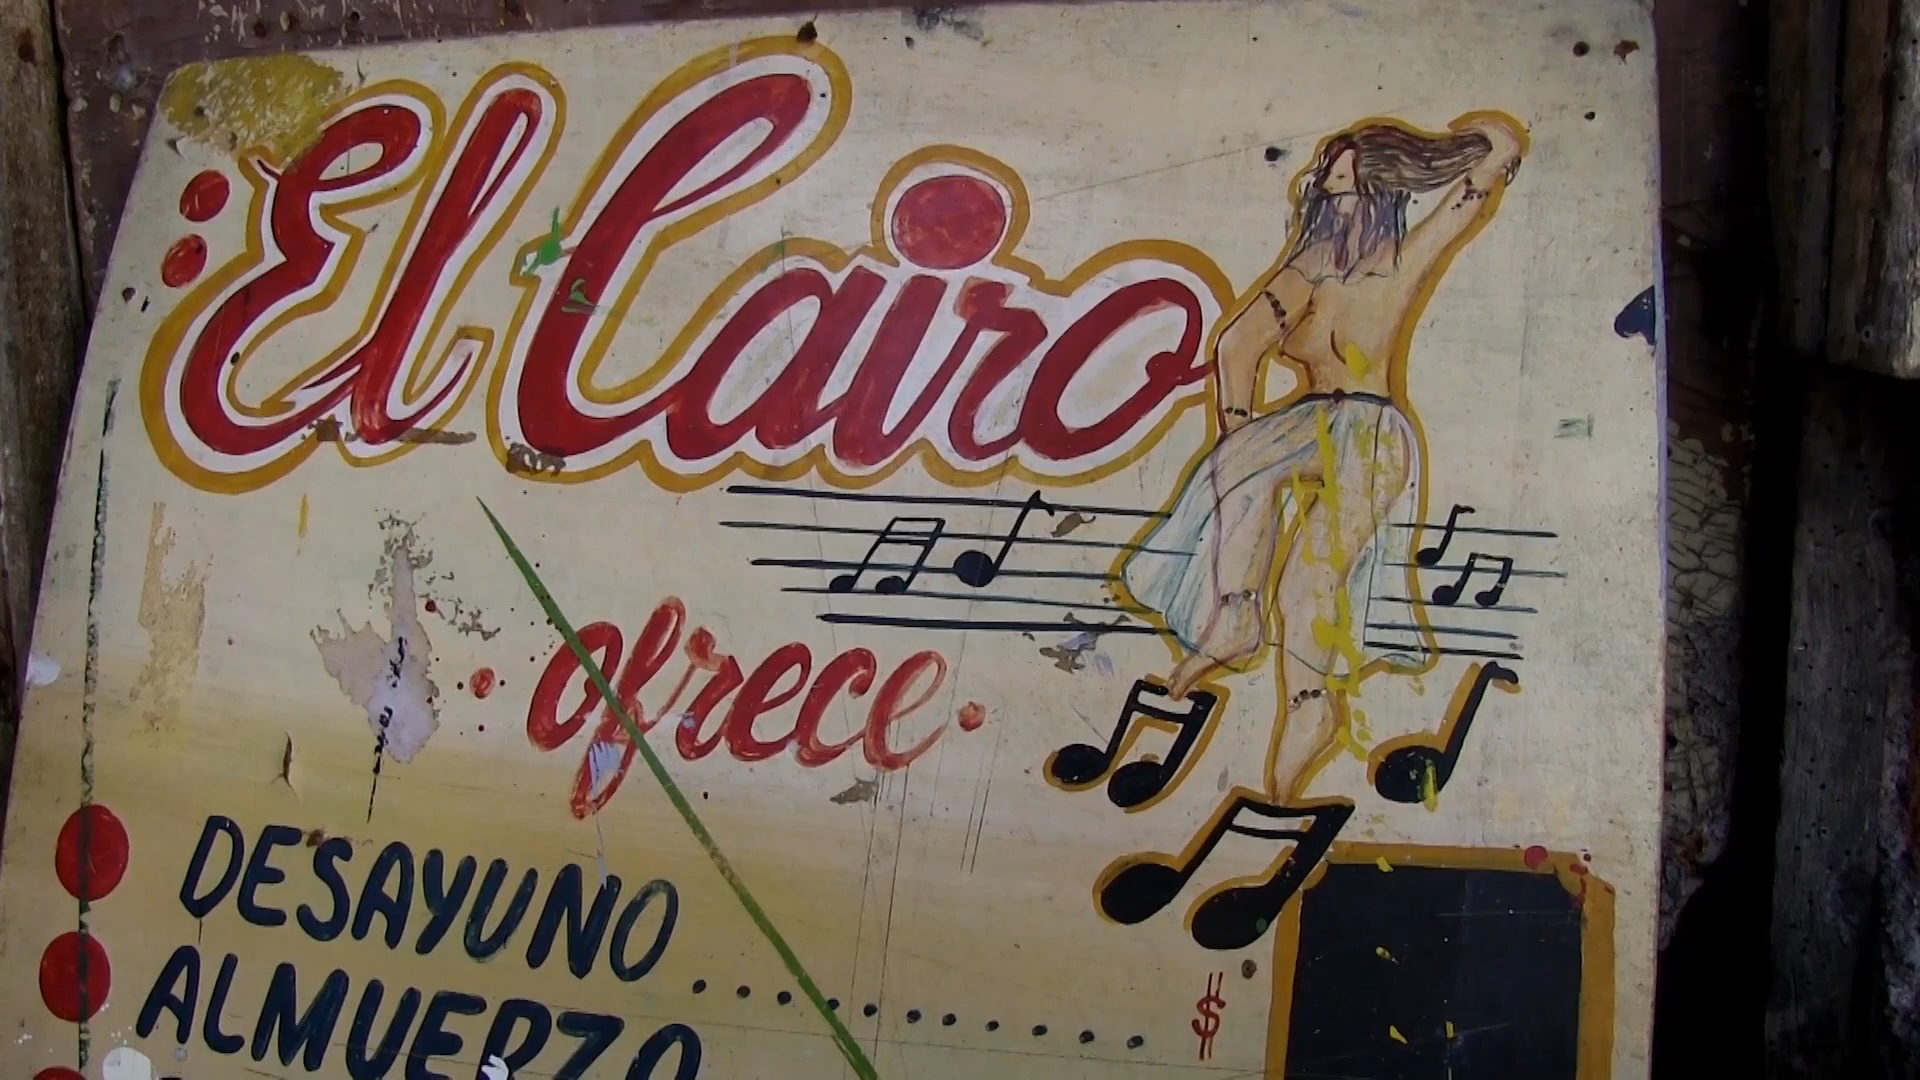 El Cairo
ofrece
DESAYUNO......... $
ALMUERZO